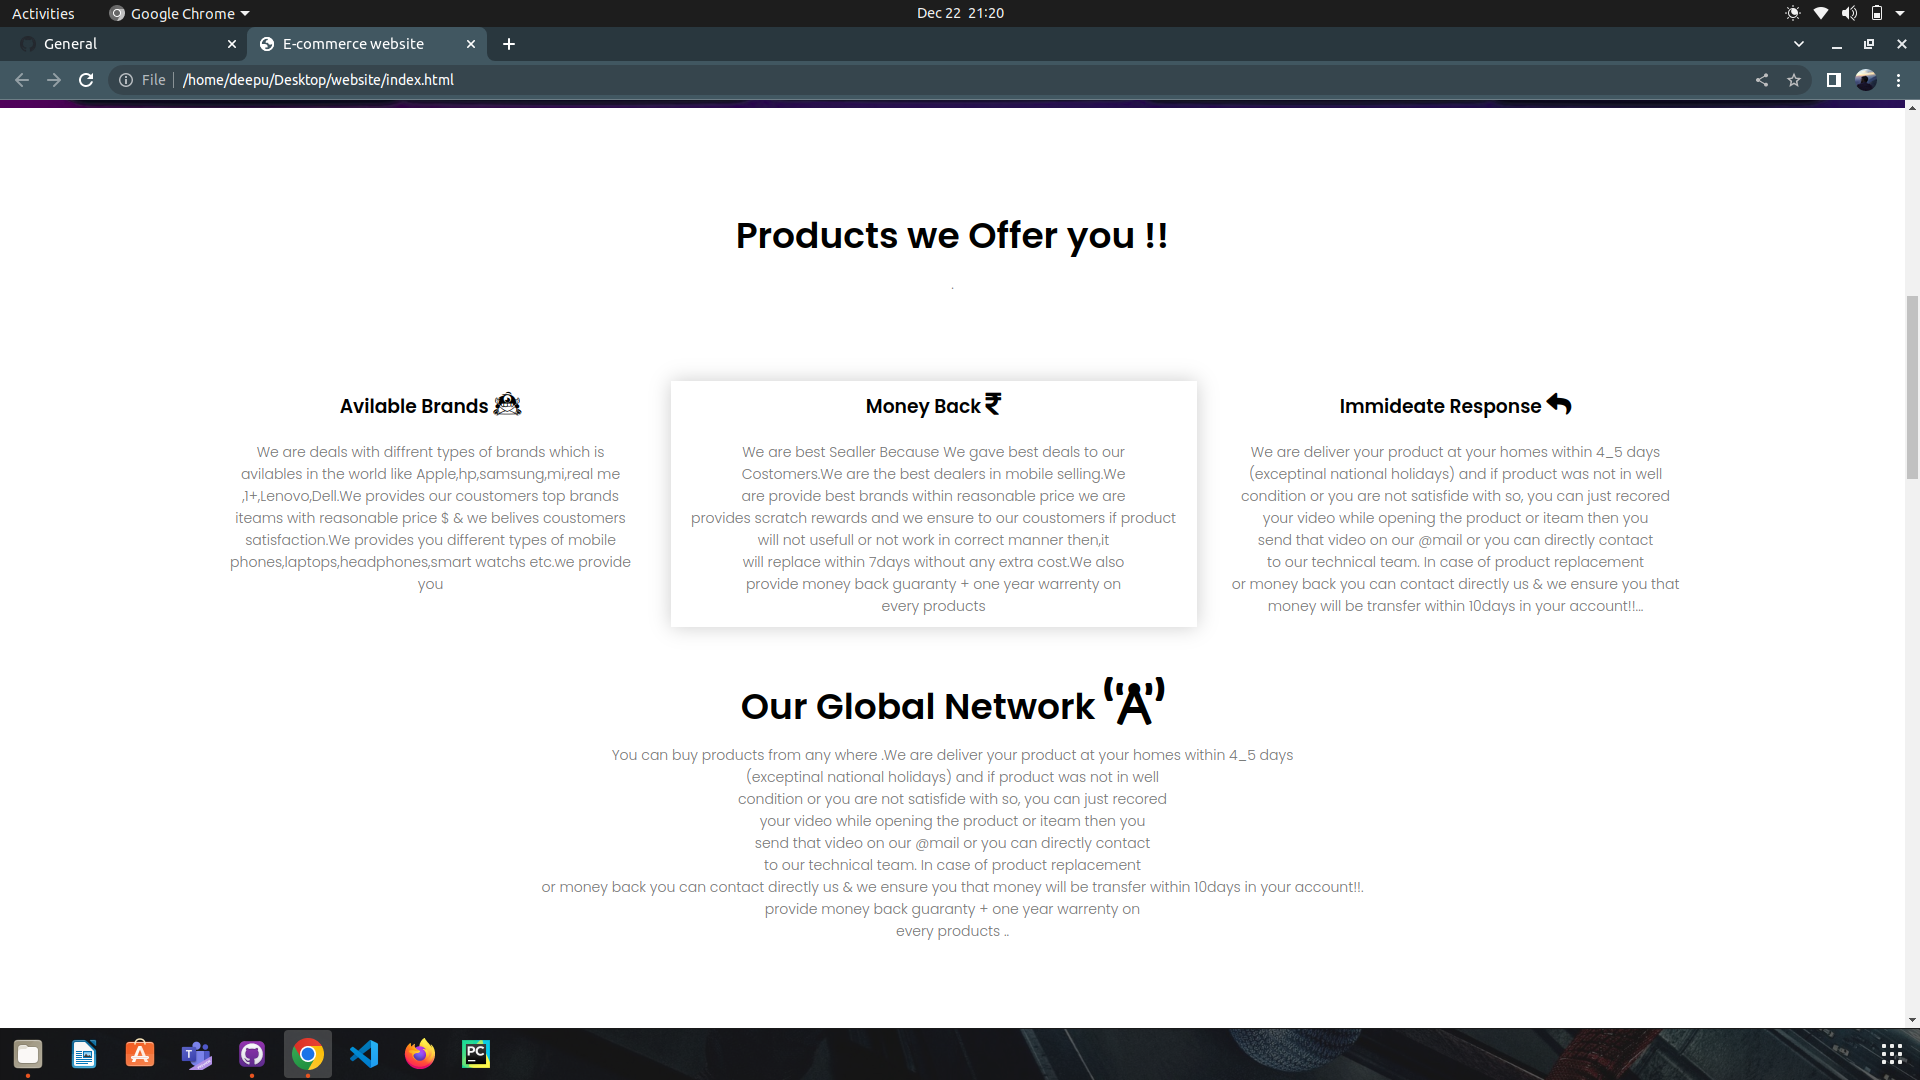 Activities
Google Chrome
Dec 22 21:20
General
E-commerce website
File
/home/deepu/Desktop/website/index.html
Products we Offer you !!
.
Avilable Brands
We are deals with diffrent types of brands which is
avilables in the world like Apple,hp,samsung,mi,real me
,1+,Lenovo,Dell.We provides our coustomers top brands
iteams with reasonable price $ & we belives coustomers
satisfaction.We provides you different types of mobile
phones,laptops,headphones,smart watchs etc.we provide
you
Money Back
We are best Sealler Because We gave best deals to our
Costomers.We are the best dealers in mobile selling.We
are provide best brands within reasonable price we are
provides scratch rewards and we ensure to our coustomers if product
will not usefull or not work in correct manner then,it
will replace within 7days without any extra cost.We also
provide money back guaranty + one year warrenty on
every products
Immideate Response
We are deliver your product at your homes within 4_5 days
(exceptinal national holidays) and if product was not in well
condition or you are not satisfide with so, you can just recored
your video while opening the product or iteam then you
send that video on our @mail or you can directly contact
to our technical team. In case of product replacement
or money back you can contact directly us & we ensure you that
money will be transfer within 10days in your account!!...
Our Global Network
You can buy products from any where .We are deliver your product at your homes within 4_5 days
(exceptinal national holidays) and if product was not in well
condition or you are not satisfide with so, you can just recored
your video while opening the product or iteam then you
send that video on our @mail or you can directly contact
to our technical team. In case of product replacement
or money back you can contact directly us & we ensure you that money will be transfer within 10days in your account!!.
provide money back guaranty + one year warrenty on
every products ..
T
PC